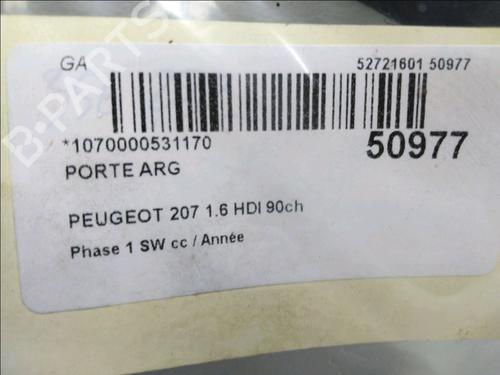 GA 52721601 50977
*1070000531170 50977
PORTE ARG
PEUGEOT 207 1.6 HDI 90ch
Phase 1 SW cc / Année
B-PARTS